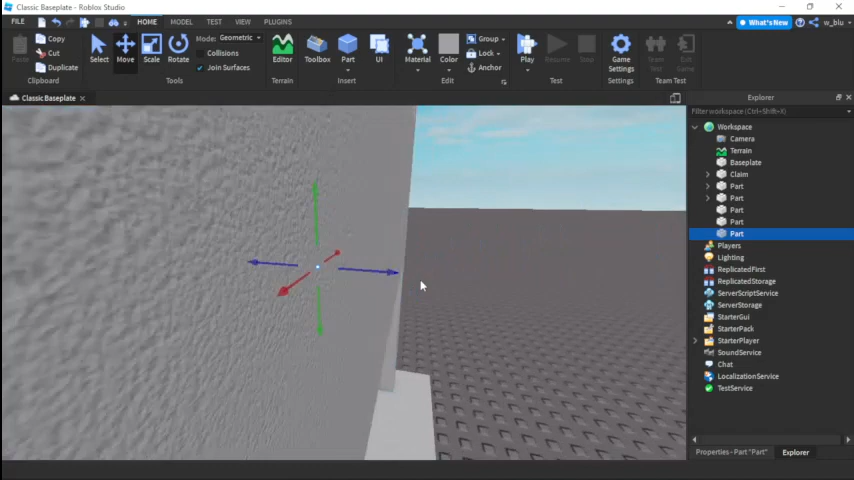 Classic Baseplate - Roblox Studio
FILE HOME MODEL TEST VIEW PLUGINS
What's New
w_blu
Paste
Copy
Cut
Duplicate
Clipboard
Select
Move
Scale
Rotate
Mode: Geometric
Collisions
Join Surfaces
Tools
Editor
Terrain
Toolbox
Part
UI
Insert
Material
Color
Group
Lock
Anchor
Edit
Play
Resume
Stop
Test
Game Settings
Settings
Team Test
Exit Game
Team Test
Classic Baseplate
Explorer
Filter workspace (Ctrl+Shift+X)
Workspace
Camera
Terrain
Baseplate
Claim
Part
Part
Part
Part
Part
Players
Lighting
ReplicatedFirst
ReplicatedStorage
ServerScriptService
ServerStorage
StarterGui
StarterPack
StarterPlayer
SoundService
Chat
LocalizationService
TestService
Properties - Part "Part"
Explorer